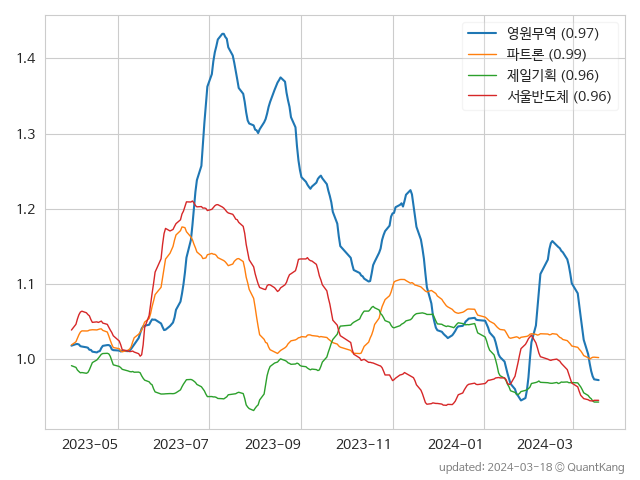 영원무역 (0.97)
파트론 (0.99)
제일기획 (0.96)
서울반도체 (0.96)
1.4
1.3
1.2
1.1
1.0
2023-05 2023-07 2023-09 2023-11 2024-01 2024-03
updated: 2024-03-18 © QuantKang